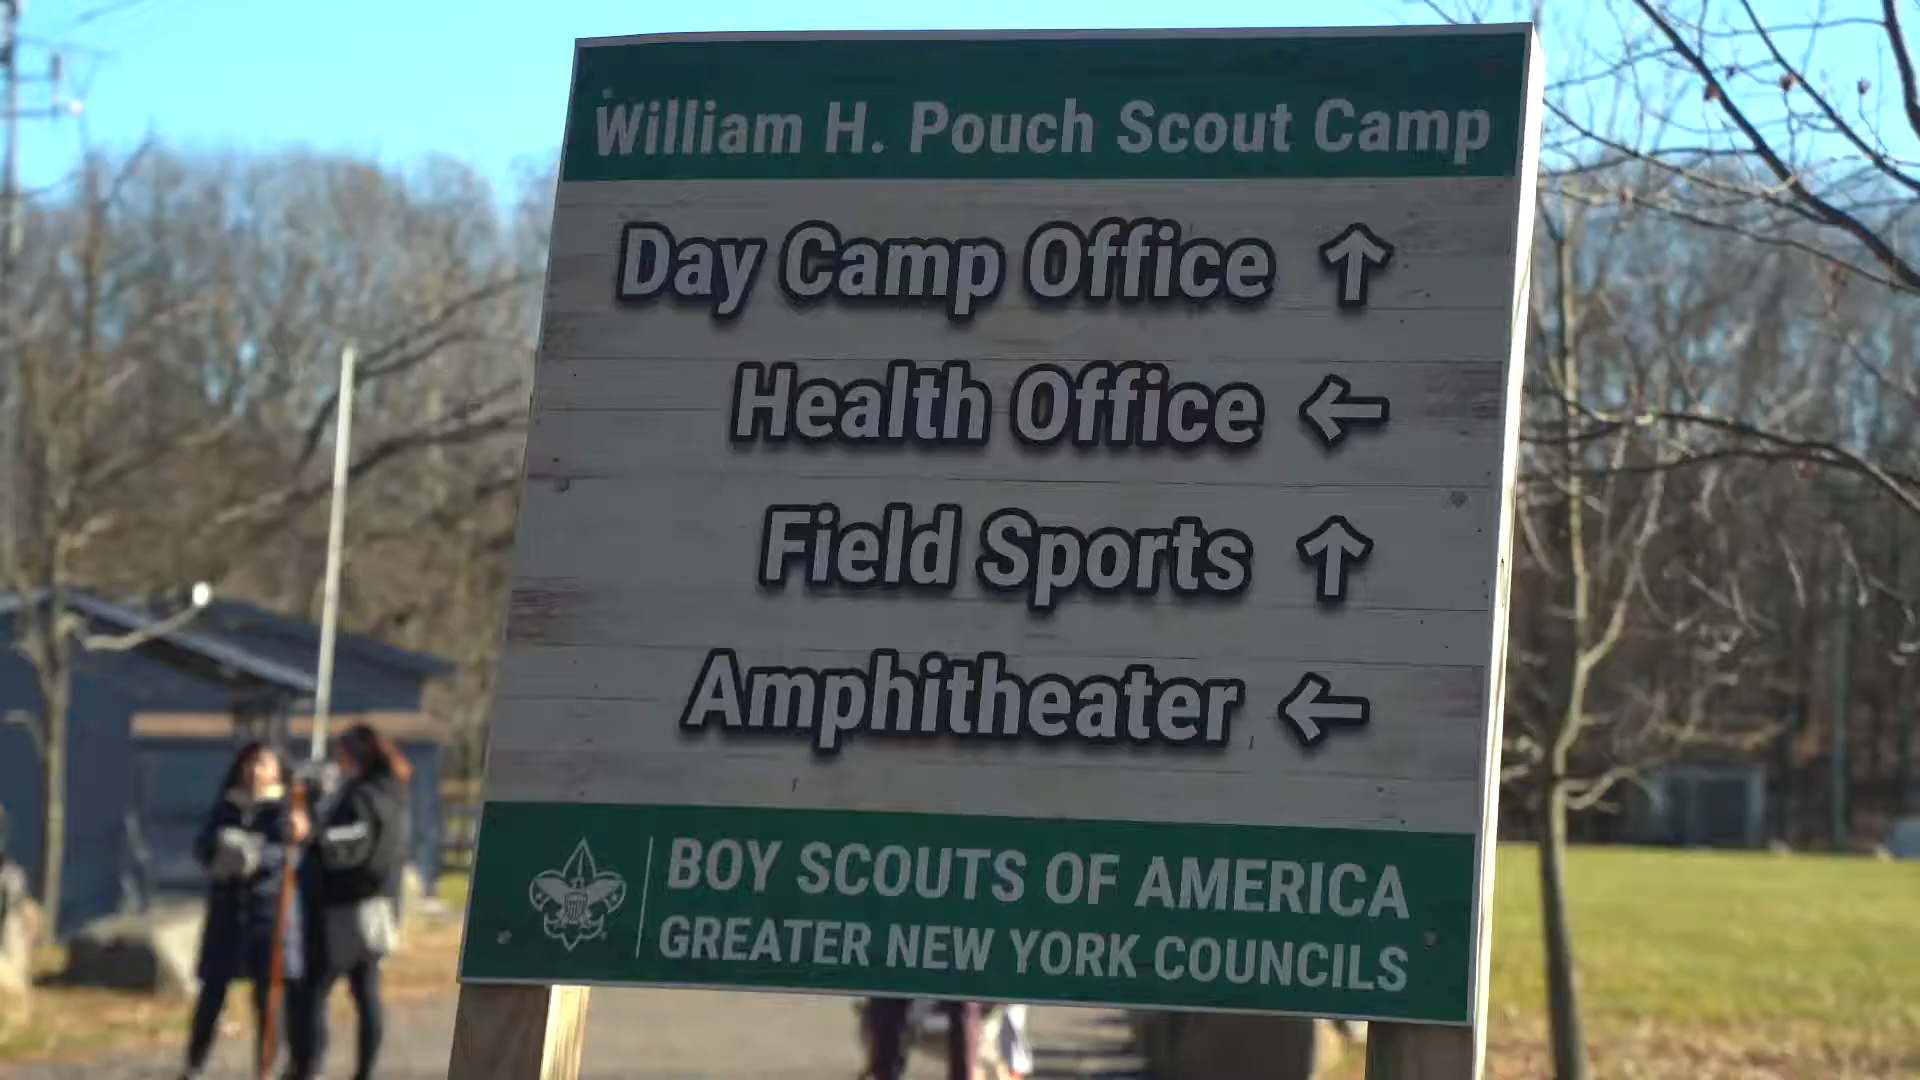 William H. Pouch Scout Camp
Day Camp Office ↑
Health Office ←
Field Sports ↑
Amphitheater ←
BOY SCOUTS OF AMERICA
GREATER NEW YORK COUNCILS